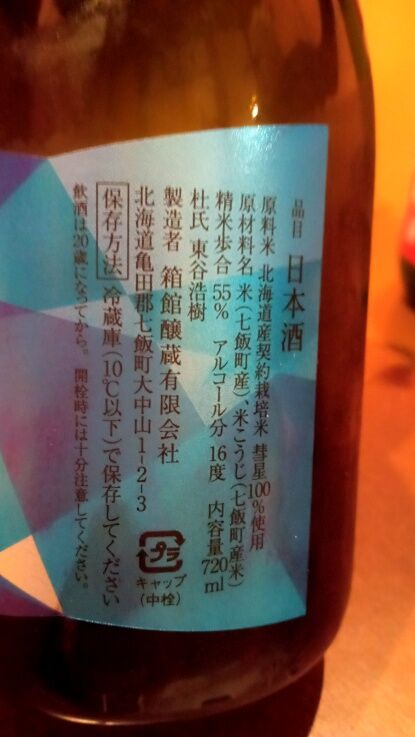 品目 日本酒
原料米 北海道産契約栽培米 彗星100%使用
原材料名 米(七飯町産)、米こうじ(七飯町産米)
精米歩合 55% アルコール分 16度 内容量720ml
杜氏 東谷浩樹
製造者 箱館醸蔵有限会社
北海道亀田郡七飯町大中山1-2-3
保存方法 冷蔵庫(10℃以下)で保存してください
飲酒は20歳になってから。 開栓時には十分注意してください。
プラ
キャップ
(中栓)